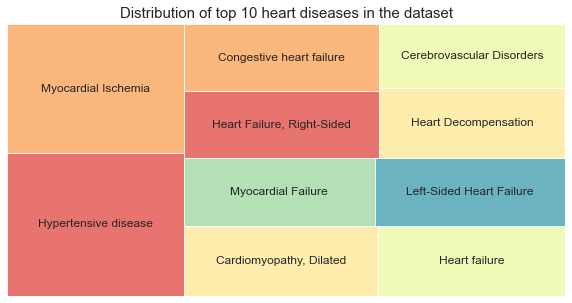 Distribution of top 10 heart diseases in the dataset
Myocardial Ischemia
Congestive heart failure
Cerebrovascular Disorders
Heart Failure, Right-Sided
Heart Decompensation
Hypertensive disease
Myocardial Failure
Left-Sided Heart Failure
Cardiomyopathy, Dilated
Heart failure